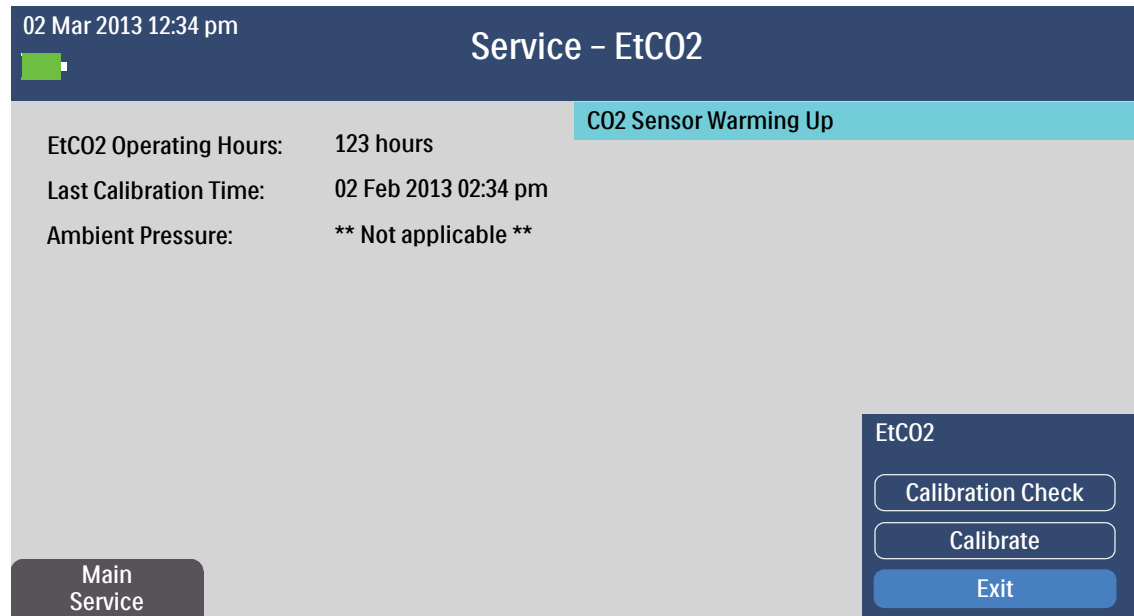 02 Mar 2013 12:34 pm
Service – EtCO2
CO2 Sensor Warming Up
EtCO2 Operating Hours: 123 hours
Last Calibration Time: 02 Feb 2013 02:34 pm
Ambient Pressure: ** Not applicable **
EtCO2
Calibration Check
Calibrate
Exit
Main
Service